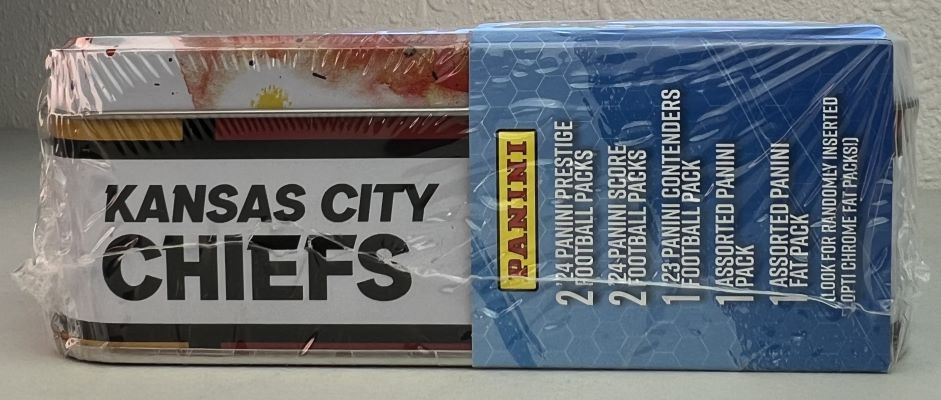 KANSAS CITY
CHIEFS
PANINI
2 '24 PANINI PRESTIGE
FOOTBALL PACKS
2 '24 PANINI SCORE
FOOTBALL PACKS
1 '23 PANINI CONTENDERS
FOOTBALL PACK
1 ASSORTED PANINI
PACK
1 ASSORTED PANINI
FAT PACK
(LOOK FOR RANDOMLY INSERTED
OPTI CHROME FAT PACKS!)